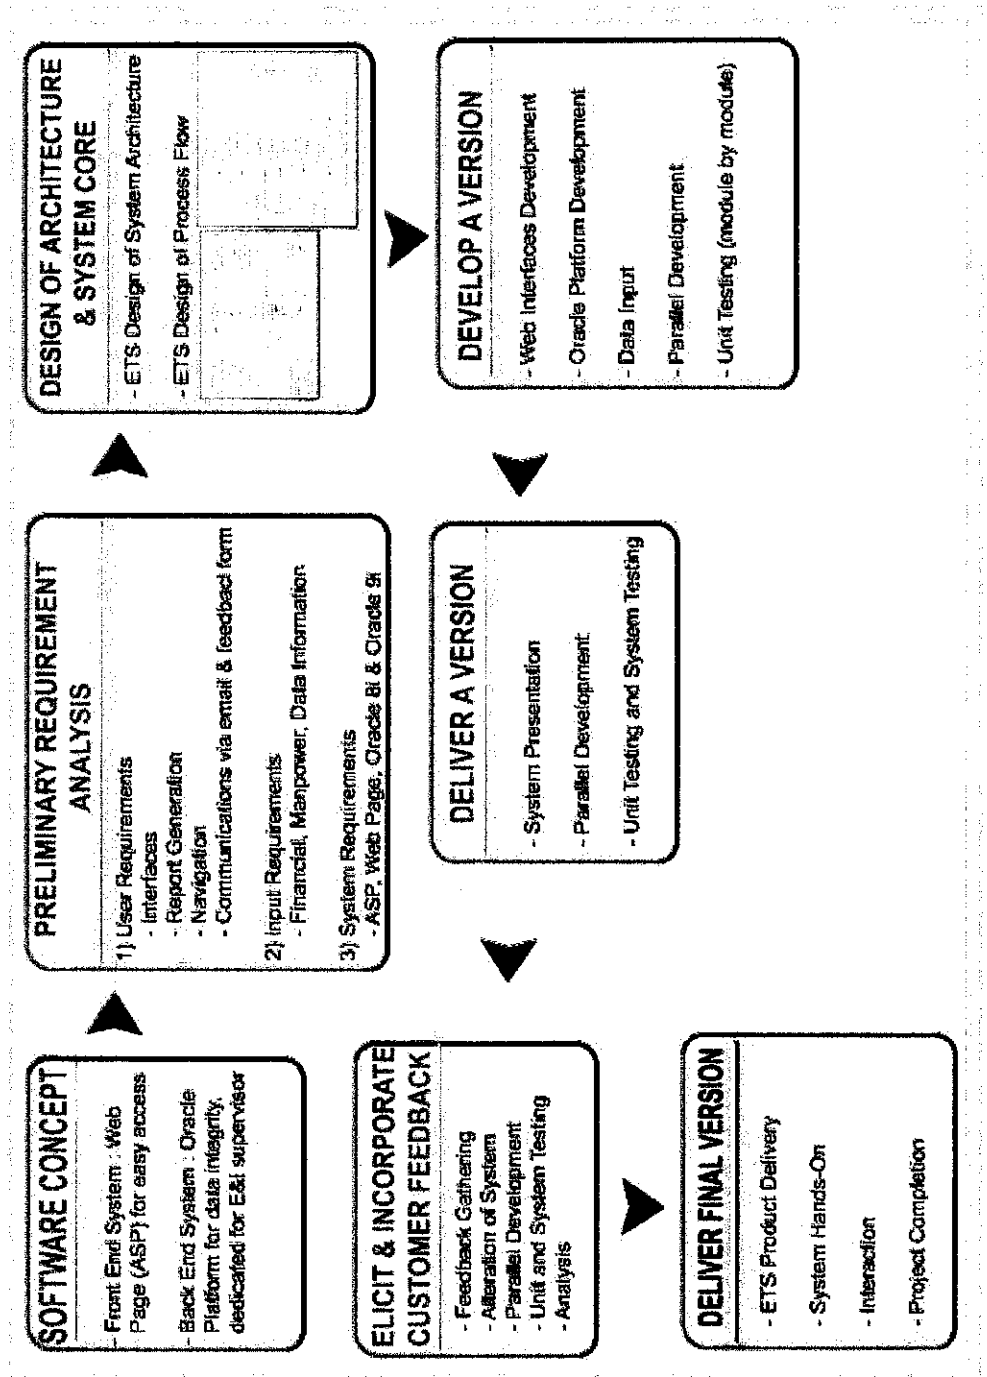 SOFTWARE CONCEPT
- Front End System : Web
Page (ASP) for easy access
- Back End System : Oracle
Platform for data integrity,
dedicated for E&I supervisor
PRELIMINARY REQUIREMENT
ANALYSIS
1) User Requirements
- Interfaces
- Report Generation
- Navigation
- Communications via email & feedback form
2) Input Requirements
- Financial, Manpower, Data Information
3) System Requirements
- ASP, Web Page, Oracle 8i & Oracle 9i
DESIGN OF ARCHITECTURE
& SYSTEM CORE
- ETS Design of System Architecture
- ETS Design of Process Flow
DEVELOP A VERSION
- Web Interfaces Development
- Oracle Platform Development
- Data Input
- Parallel Development
- Unit Testing (module by module)
DELIVER A VERSION
- System Presentation
- Parallel Development
- Unit Testing and System Testing
ELICIT & INCORPORATE
CUSTOMER FEEDBACK
- Feedback Gathering
- Alteration of System
- Parallel Development
- Unit and System Testing
- Analysis
DELIVER FINAL VERSION
- ETS Product Delivery
- System Hands-On
- Interaction
- Project Completion